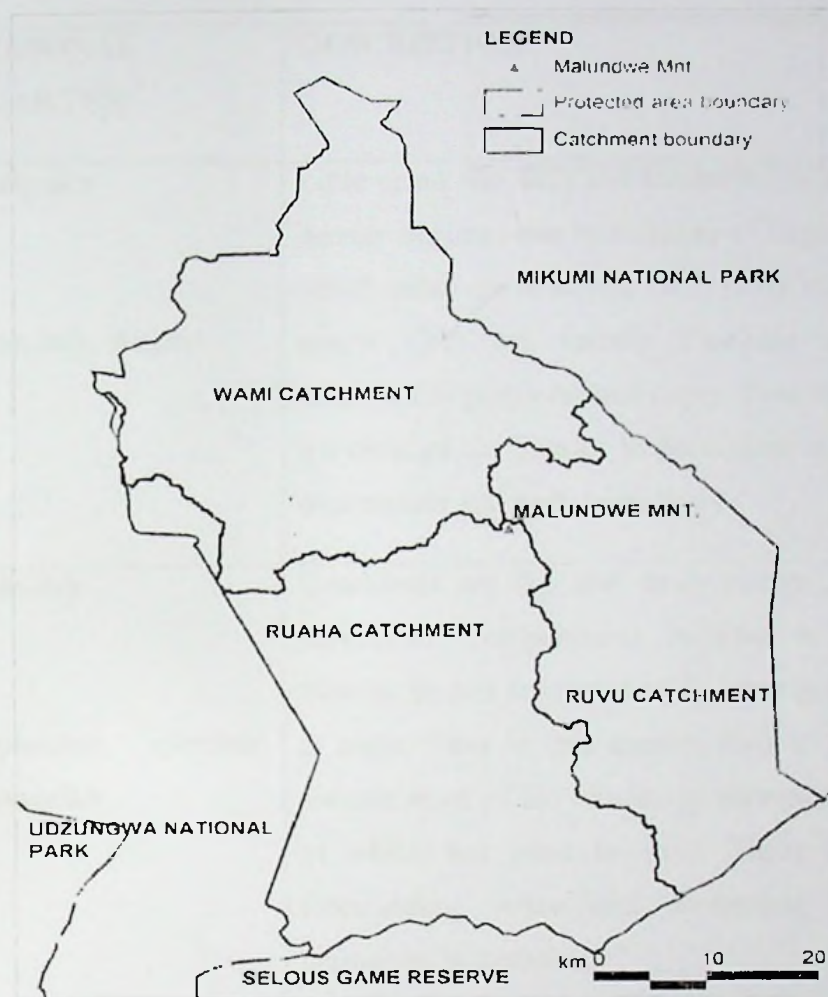 LEGEND
Malundwe Mnt
Protected area boundary
Catchment boundary
MIKUMI NATIONAL PARK
WAMI CATCHMENT
MALUNDWE MNT.
RUAHA CATCHMENT
RUVU CATCHMENT
UDZUNGWA NATIONAL
PARK
SELOUS GAME RESERVE
km 0 10 20